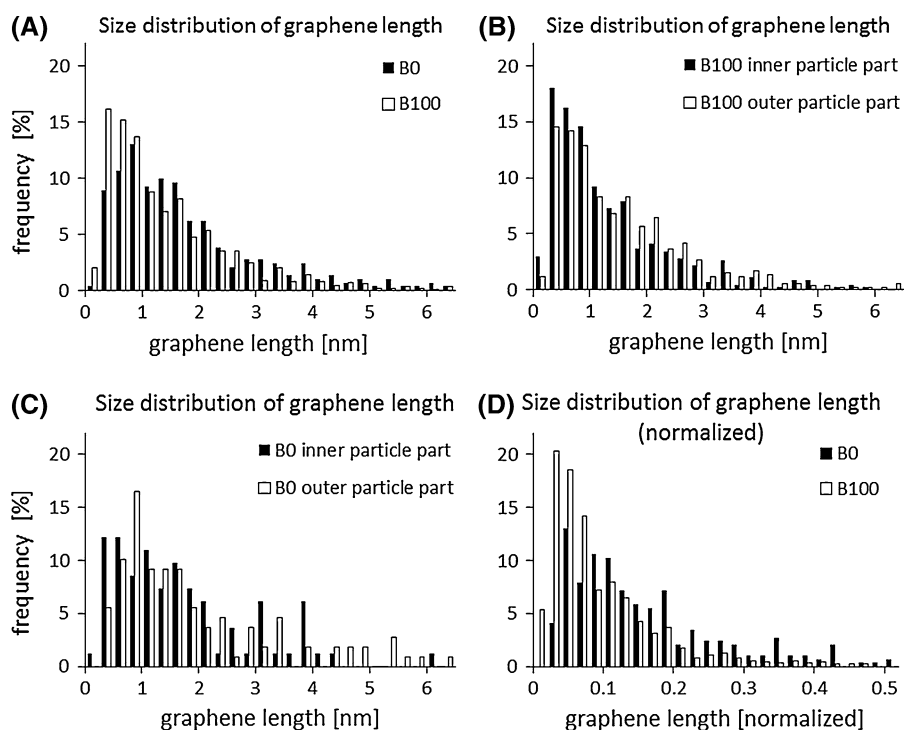 (A) Size distribution of graphene length
20
15
10
5
0
frequency [%]
B0
B100
0 1 2 3 4 5 6
graphene length [nm]
(B) Size distribution of graphene length
20
15
10
5
0
B100 inner particle part
B100 outer particle part
0 1 2 3 4 5 6
graphene length [nm]
(C) Size distribution of graphene length
20
15
10
5
0
frequency [%]
B0 inner particle part
B0 outer particle part
0 1 2 3 4 5 6
graphene length [nm]
(D) Size distribution of graphene length
(normalized)
20
15
10
5
0
B0
B100
0 0.1 0.2 0.3 0.4 0.5
graphene length [normalized]